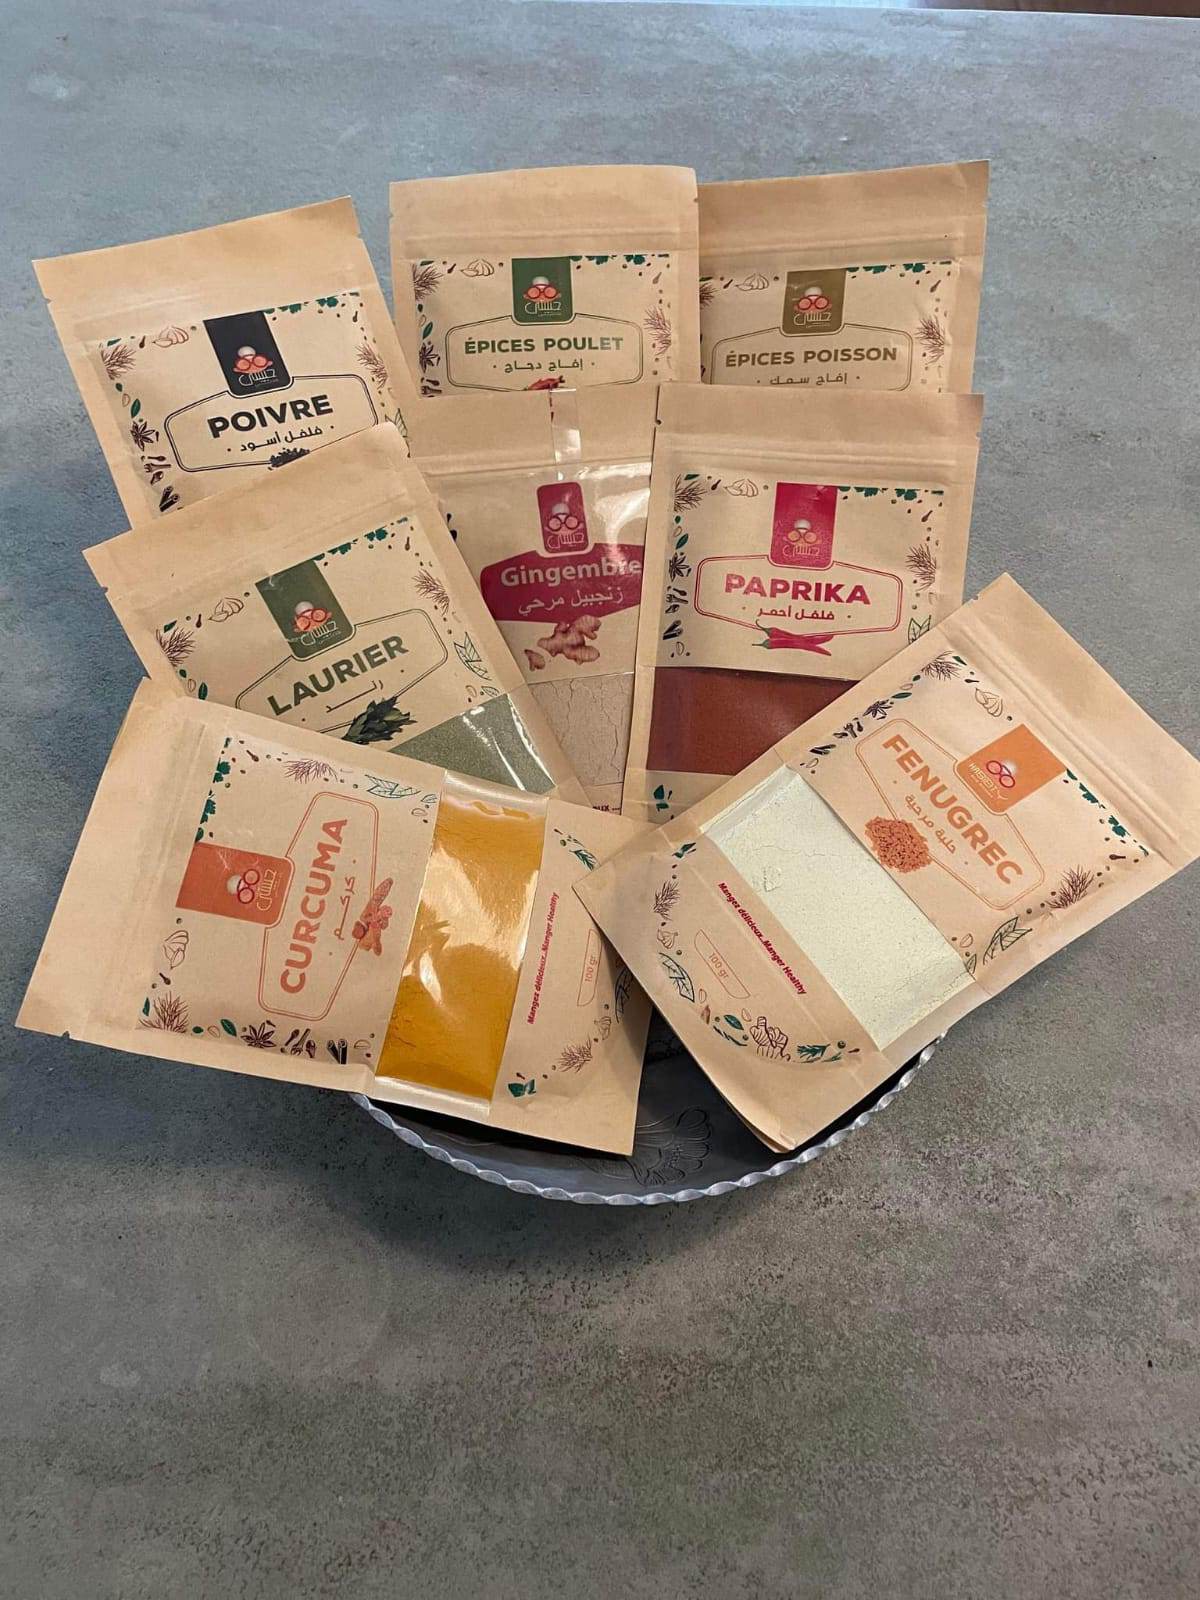 ÉPICES POULET
إفاح دجاج
ÉPICES POISSON
إفاح سمك
POIVRE
فلفل أسود
Gingembre
زنجبيل مرحي
PAPRIKA
فلفل أحمر
LAURIER
رند
FENUGREC
حلبة مرحية
Mangez délicieux...Manger Healthy
100 gr
CURCUMA
كركم
Mangez délicieux...Manger Healthy
100 gr